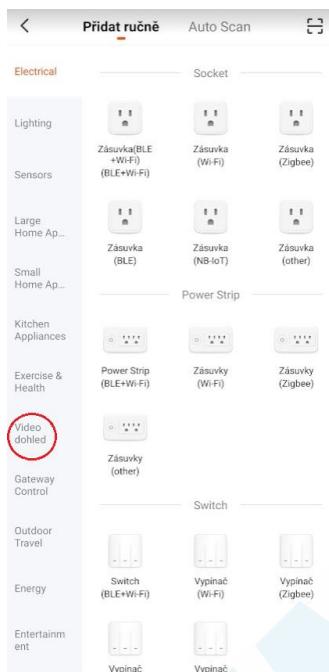 Přidat ručně
Auto Scan
Electrical
Lighting
Sensors
Large
Home Ap...
Small
Home Ap...
Kitchen
Appliances
Exercise &
Health
Video
dohled
Gateway
Control
Outdoor
Travel
Energy
Entertainm
ent
Socket
Zásuvka(BLE
+Wi-Fi)
(BLE+Wi-Fi)
Zásuvka
(Wi-Fi)
Zásuvka
(Zigbee)
Zásuvka
(BLE)
Zásuvka
(NB-IoT)
Zásuvka
(other)
Power Strip
Power Strip
(BLE+Wi-Fi)
Zásuvky
(Wi-Fi)
Zásuvky
(Zigbee)
Zásuvky
(other)
Switch
Switch
(BLE+Wi-Fi)
Vypínač
(Wi-Fi)
Vypínač
(Zigbee)
Vypínač
Vypínač